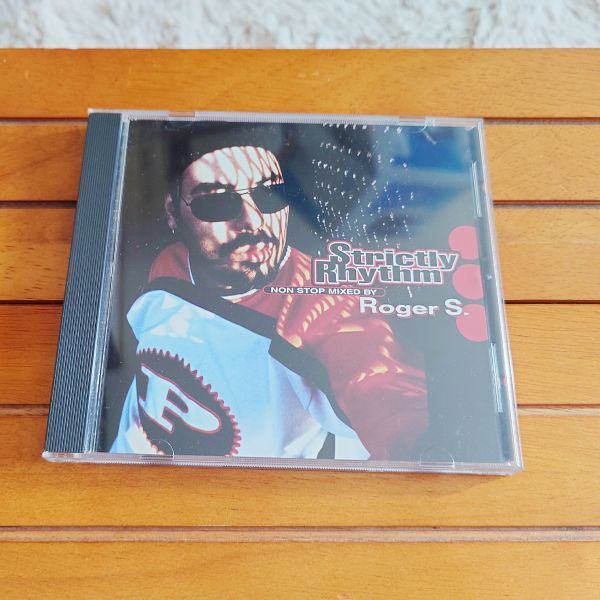 Strictly
Rhythm
NON STOP MIXED BY
Roger S.
P